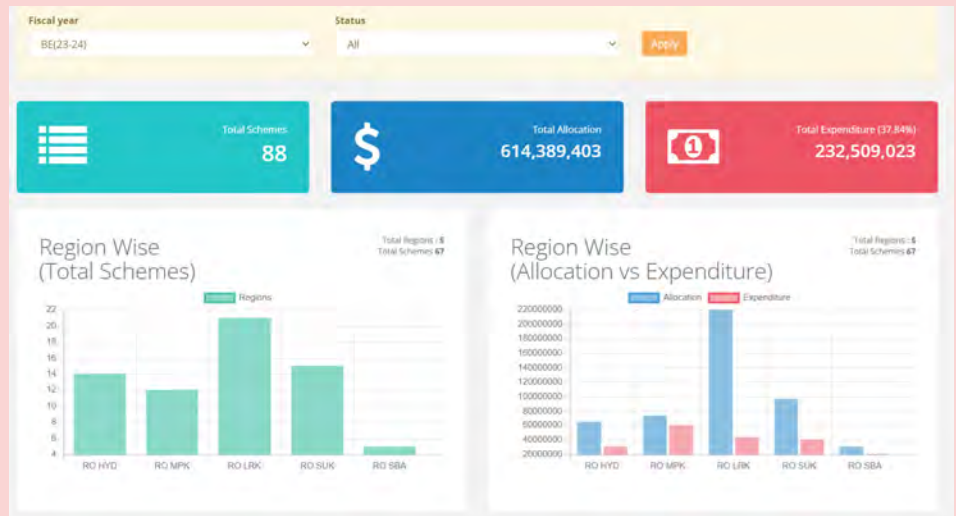 Fiscal year
Status
BE(23-24)
All
Apply
Total Schemes
88
$
Total Allocation
614,389,403
1
Total Expenditure (37.84%)
232,509,023
Region Wise
(Total Schemes)
Total Regions : 5
Total Schemes 67
Regions
22
20
18
16
14
12
10
8
6
4
RO HYD
RO MPK
RO LRK
RO SUK
RO SBA
Region Wise
(Allocation vs Expenditure)
Total Regions : 5
Total Schemes 67
Allocation
Expenditure
220000000
200000000
180000000
160000000
140000000
120000000
100000000
80000000
60000000
40000000
20000000
RO HYD
RO MPK
RO LRK
RO SUK
RO SBA